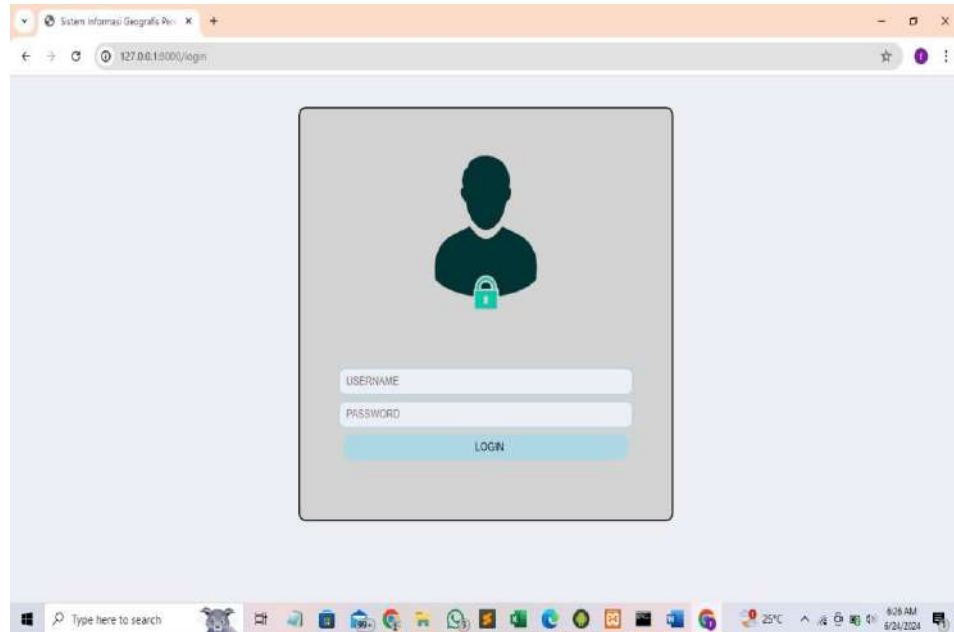 Sistem Informasi Geografis
127.0.0.1:8000/login
USERNAME
PASSWORD
LOGIN
Type here to search
99+
25°C
6:26 AM
6/24/2024